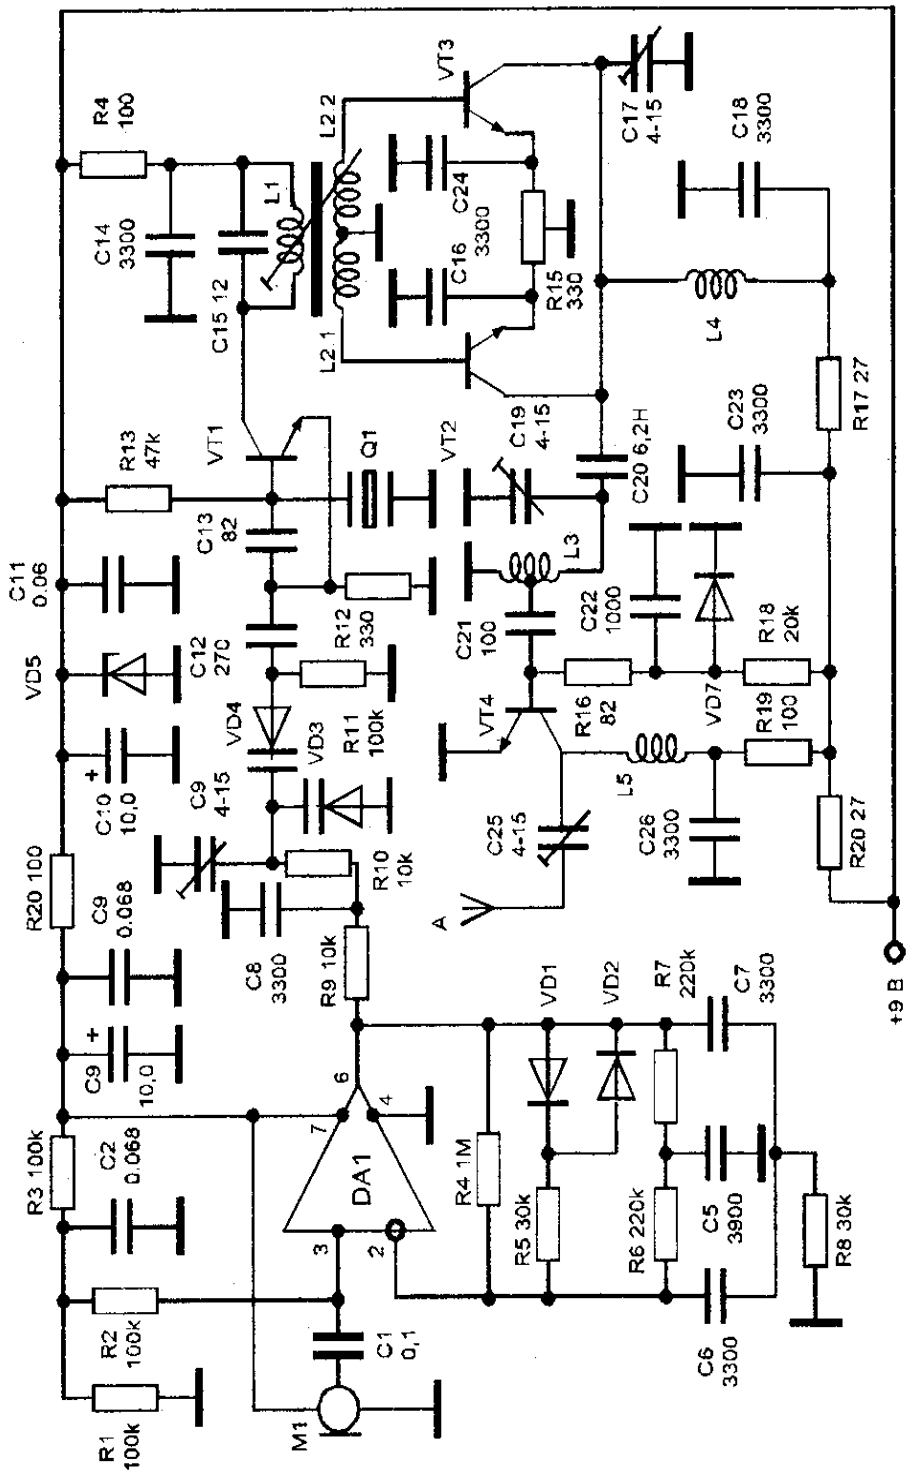 R3 100k
R20 100
VD5
C11
0.06
R1
100k
R2
100k
C2
0.068
C9
10,0
+
C9
0.068
C10
10,0
+
R13
47k
R4
100
C14
3300
C9
4-15
VD4
C12
270
C13
82
VT1
C15 12
L1
M1
C1
0,1
3
2
DA1
7
4
6
C8
3300
R9 10k
R10
10k
VD3
R11
100k
R12
330
Q1
L2.1
L2.2
VT2
VT3
C16
3300
C24
R15
330
R4 1M
R5 30k
VD1
VD2
R6 220k
R7
220k
C6
3300
C5
3900
C7
3300
R8 30k
A
C25
4-15
VT4
C21
100
L3
C19
4-15
C20 6,2Н
C17
4-15
L5
R16
82
C22
1000
VD7
C26
3300
R19
100
R18
20k
C23
3300
L4
C18
3300
R20 27
R17 27
+9 В